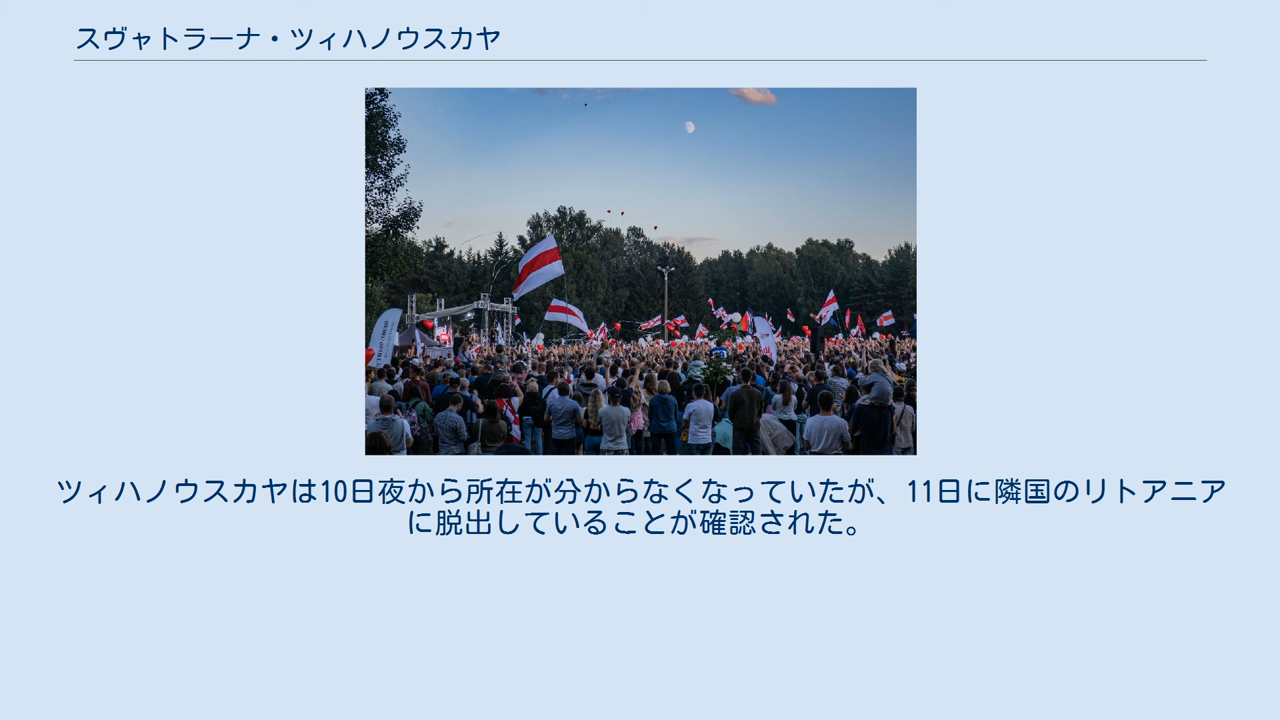 スヴャトラーナ・ツィハノウスカヤ
ツィハノウスカヤは10日夜から所在が分からなくなっていたが、11日に隣国のリトアニア
に脱出していることが確認された。